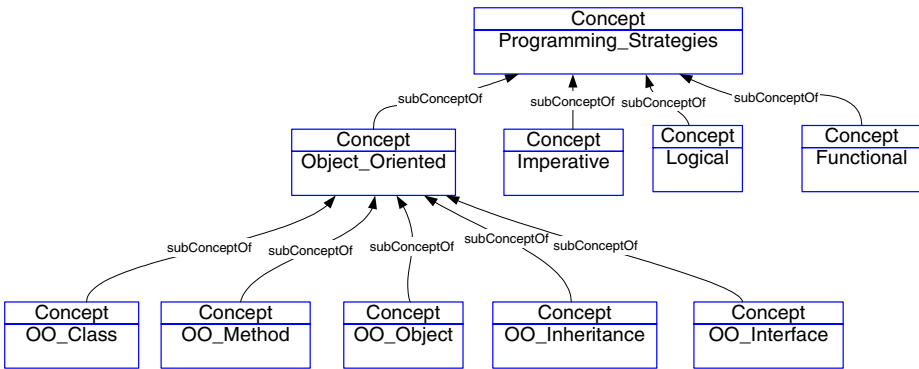 Concept
Programming_Strategies
subConceptOf
subConceptOf
subConceptOf
subConceptOf
Concept
Object_Oriented
Concept
Imperative
Concept
Logical
Concept
Functional
subConceptOf
subConceptOf
subConceptOf
subConceptOf
subConceptOf
Concept
OO_Class
Concept
OO_Method
Concept
OO_Object
Concept
OO_Inheritance
Concept
OO_Interface